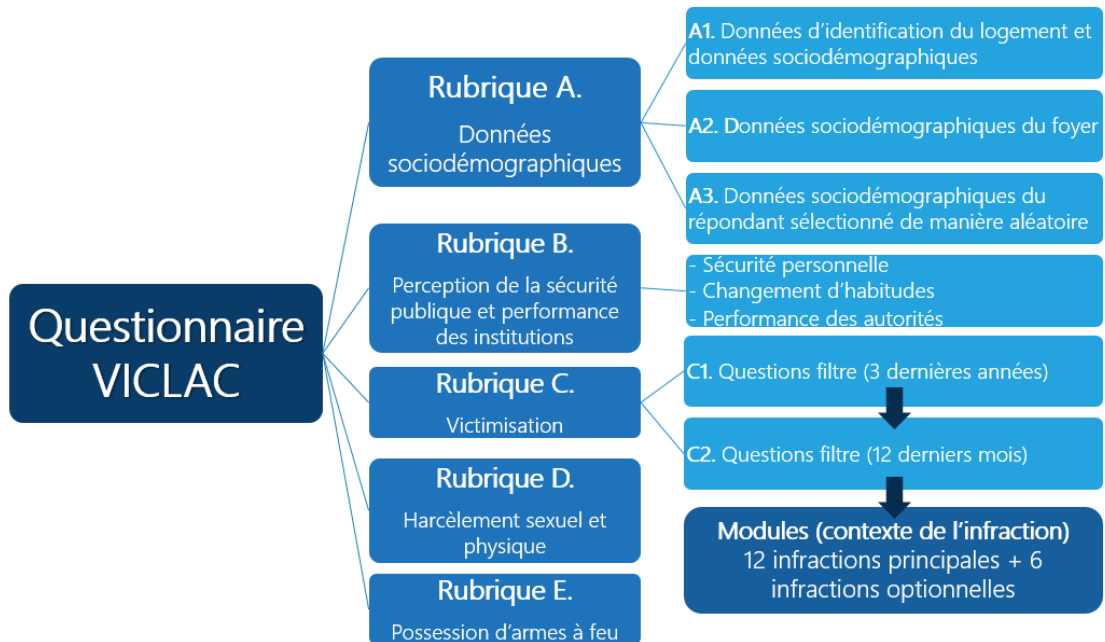 Questionnaire
VICLAC
Rubrique A.
Données
sociodémographiques
A1. Données d'identification du logement et
données sociodémographiques
A2. Données sociodémographiques du foyer
A3. Données sociodémographiques du
répondant sélectionné de manière aléatoire
Rubrique B.
Perception de la sécurité
publique et performance
des institutions
- Sécurité personnelle
- Changement d'habitudes
- Performance des autorités
Rubrique C.
Victimisation
C1. Questions filtre (3 dernières années)
C2. Questions filtre (12 derniers mois)
Modules (contexte de l'infraction)
12 infractions principales + 6
infractions optionnelles
Rubrique D.
Harcèlement sexuel et
physique
Rubrique E.
Possession d'armes à feu